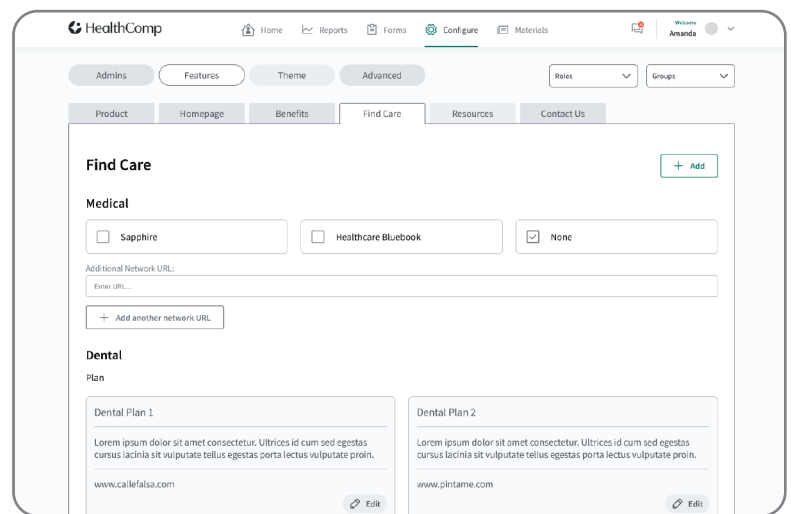 HealthComp
Home Reports Forms Configure Materials
Welcome
Amanda
Admins Features Theme Advanced Roles Groups
Product Homepage Benefits Find Care Resources Contact Us
Find Care
+ Add
Medical
Sapphire Healthcare Bluebook None
Additional Network URL:
Enter URL...
+ Add another network URL
Dental
Plan
Dental Plan 1
Lorem ipsum dolor sit amet consectetur. Ultrices id cum sed egestas
cursus lacinia sit vulputate tellus egestas porta lectus vulputate proin.
www.callefalsa.com
Edit
Dental Plan 2
Lorem ipsum dolor sit amet consectetur. Ultrices id cum sed egestas
cursus lacinia sit vulputate tellus egestas porta lectus vulputate proin.
www.pintame.com
Edit